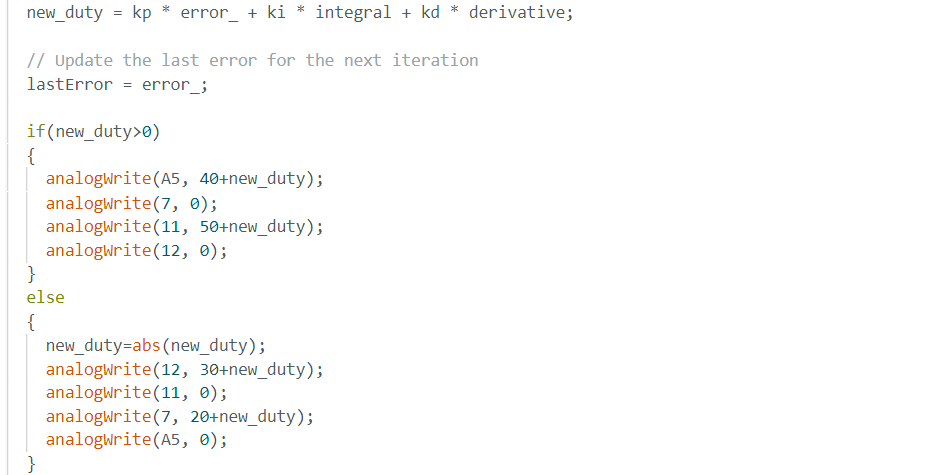 new_duty = kp * error_ + ki * integral + kd * derivative;
// Update the last error for the next iteration
lastError = error_;
if(new_duty>0)
{
analogWrite(A5, 40+new_duty);
analogWrite(7, 0);
analogWrite(11, 50+new_duty);
analogWrite(12, 0);
}
else
{
new_duty=abs(new_duty);
analogWrite(12, 30+new_duty);
analogWrite(11, 0);
analogWrite(7, 20+new_duty);
analogWrite(A5, 0);
}